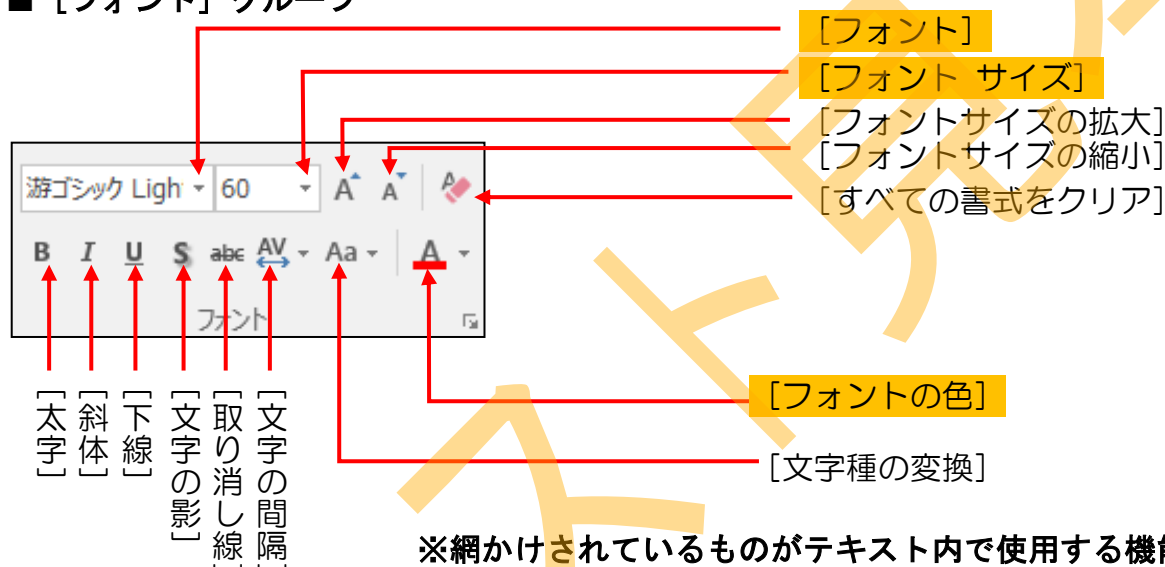 ■［フォント］グループ
［フォント］
［フォント サイズ］
［フォントサイズの拡大］
［フォントサイズの縮小］
［すべての書式をクリア］
游ゴシック Ligh
60
A A A
B I U S abc AV Aa A
フォント
［太字］
［斜体］
［下線］
［文字の影］
［取り消し線］
［文字の間隔］
［フォントの色］
［文字種の変換］
※網かけされているものがテキスト内で使用する機能